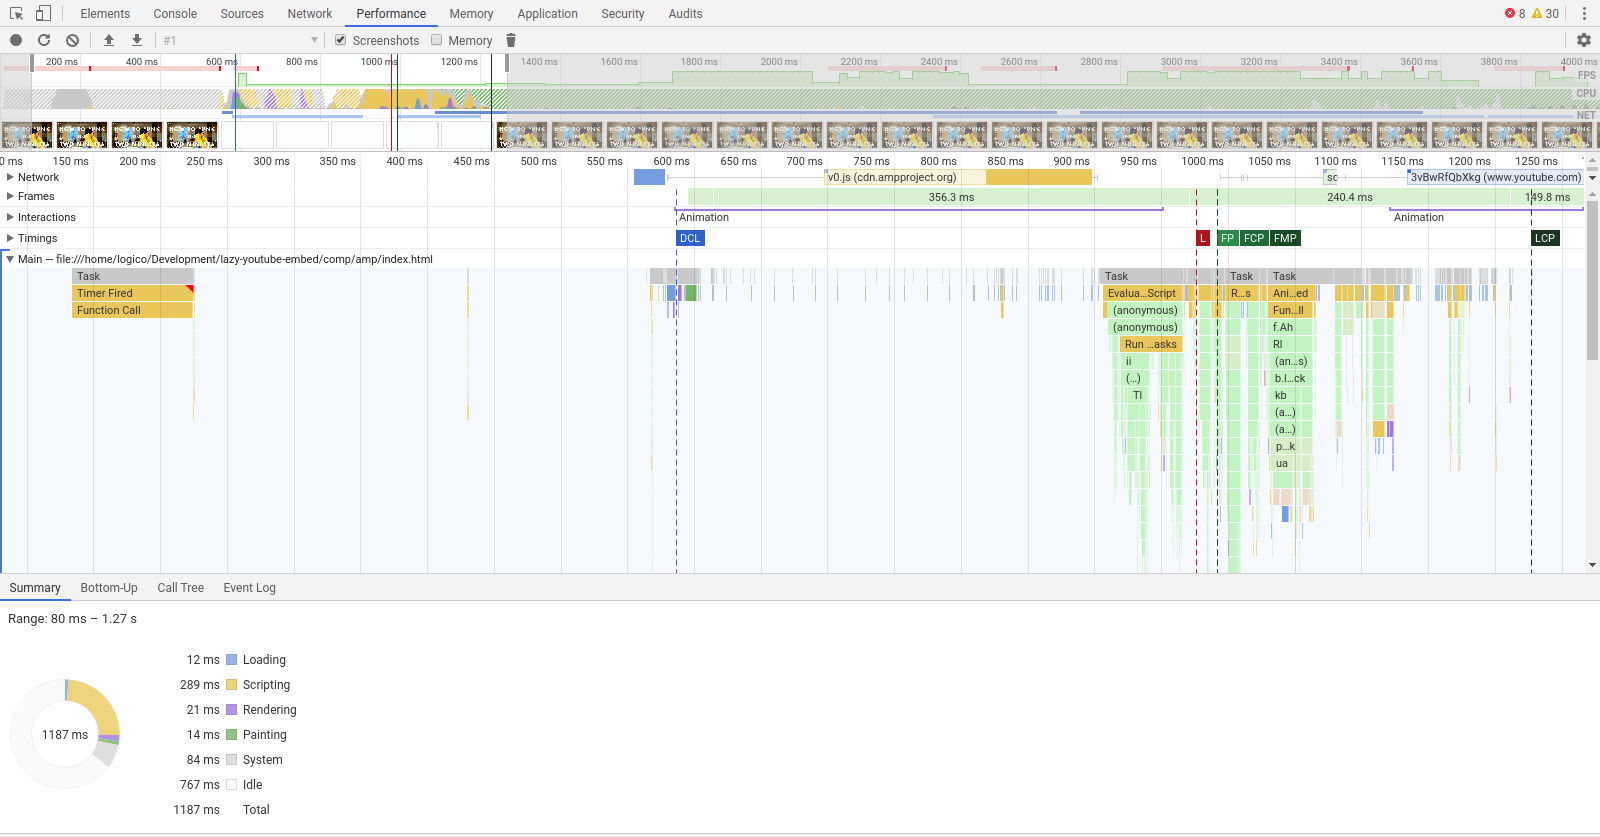 Elements Console Sources Network Performance Memory Application Security Audits 8 30
#1 Screenshots Memory
200 ms 400 ms 600 ms 800 ms 1000 ms 1200 ms 1400 ms 1600 ms 1800 ms 2000 ms 2200 ms 2400 ms 2600 ms 2800 ms 3000 ms 3200 ms 3400 ms 3600 ms 3800 ms 4000 ms
FPS
CPU
NET
0 ms 150 ms 200 ms 250 ms 300 ms 350 ms 400 ms 450 ms 500 ms 550 ms 600 ms 650 ms 700 ms 750 ms 800 ms 850 ms 900 ms 950 ms 1000 ms 1050 ms 1100 ms 1150 ms 1200 ms 1250 ms
Network v0.js (cdn.ampproject.org) sc 3vBwRfQbXkg (www.youtube.com)
Frames 356.3 ms 240.4 ms 149.8 ms
Interactions Animation Animation
Timings DCL L FP FCP FMP LCP
Main — file:///home/logico/Development/lazy-youtube-embed/comp/amp/index.html
Task Task Task Task
Timer Fired Evalua…Script R…s Ani…ed
Function Call (anonymous) Fun…ll
(anonymous) f.Ah
Run …asks Rl
ii (an…s)
(…) b.l…ck
Tl kb
(a…)
(a…)
p…k
ua
Summary Bottom-Up Call Tree Event Log
Range: 80 ms – 1.27 s
12 ms Loading
289 ms Scripting
21 ms Rendering
1187 ms 14 ms Painting
84 ms System
767 ms Idle
1187 ms Total